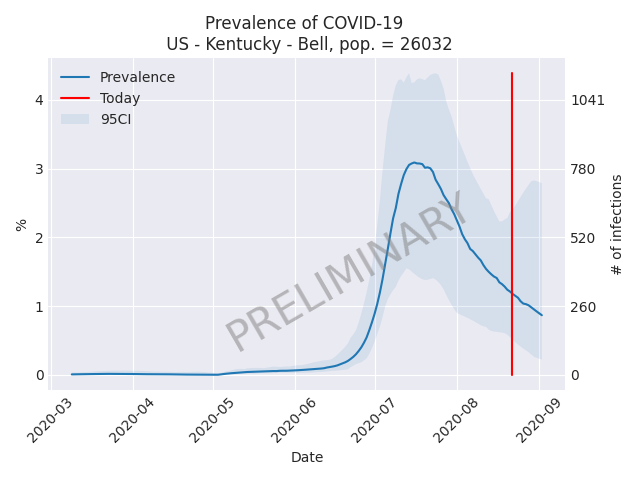 Prevalence of COVID-19
US - Kentucky - Bell, pop. = 26032
Prevalence
Today
95CI
4
3
2
1
0
%
1041
780
520
260
0
# of infections
PRELIMINARY
2020-03
2020-04
2020-05
2020-06
2020-07
2020-08
2020-09
Date